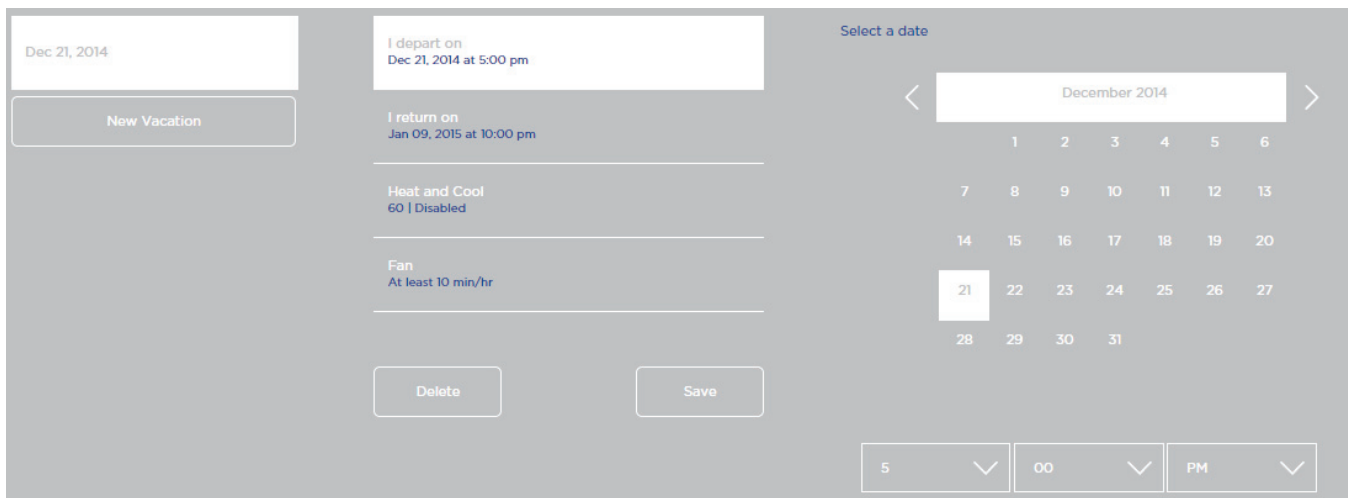 Dec 21, 2014
New Vacation
I depart on
Dec 21, 2014 at 5:00 pm
I return on
Jan 09, 2015 at 10:00 pm
Heat and Cool
60 | Disabled
Fan
At least 10 min/hr
Delete
Save
Select a date
December 2014
1 2 3 4 5 6
7 8 9 10 11 12 13
14 15 16 17 18 19 20
21 22 23 24 25 26 27
28 29 30 31
5 00 PM